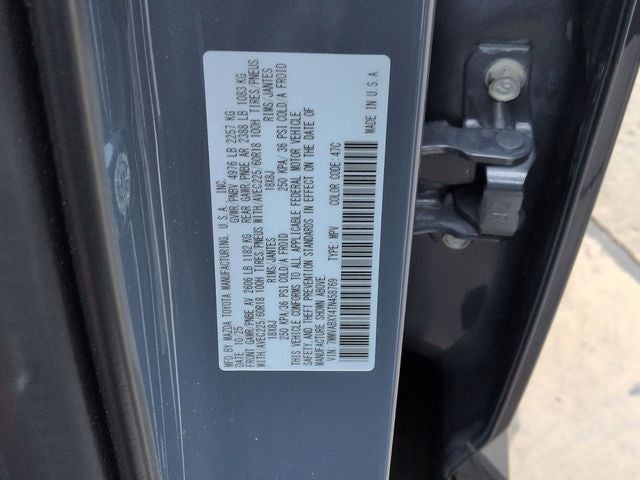 MFD. BY MAZDA TOYOTA MANUFACTURING, U.S.A., INC.
DATE: 10/25 GVWR/PNBV 4976 LB 2257 KG
FRONT GAWR/PNBE AV 2606 LB 1182 KG REAR GAWR/PNBE AR 2388 LB 1083 KG
WITH/AVEC225/60R18 100H TIRES/PNEUS WITH/AVEC225/60R18 100H TIRES/PNEUS
18X8J RIMS/JANTES 18X8J RIMS/JANTES
250 KPA/36 PSI COLD/A FROID 250 KPA/36 PSI COLD/A FROID
THIS VEHICLE CONFORMS TO ALL APPLICABLE FEDERAL MOTOR VEHICLE
SAFETY, AND THEFT PREVENTION STANDARDS IN EFFECT ON THE DATE OF
MANUFACTURE SHOWN ABOVE.
VIN: TYPE: MPV COLOR CODE: 47C
MADE IN U.S.A.